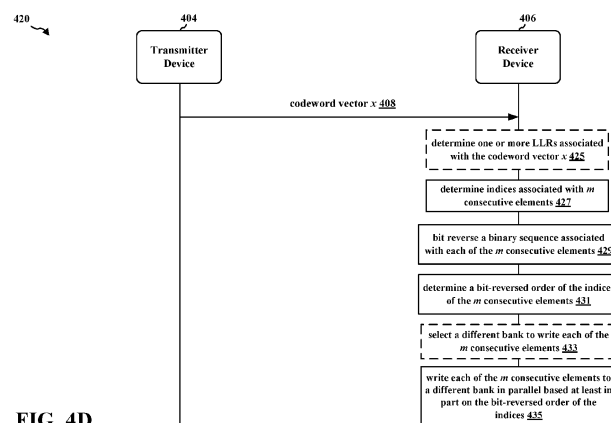 420
404
406
Transmitter
Device
Receiver
Device
codeword vector x 408
determine one or more LLRs associated
with the codeword vector x 425
determine indices associated with m
consecutive elements 427
bit reverse a binary sequence associated
with each of the m consecutive elements 429
determine a bit-reversed order of the indice
of the m consecutive elements 431
select a different bank to write each of the
m consecutive elements 433
write each of the m consecutive elements to
a different bank in parallel based at least in
part on the bit-reversed order of the
indices 435
FIG. 4D